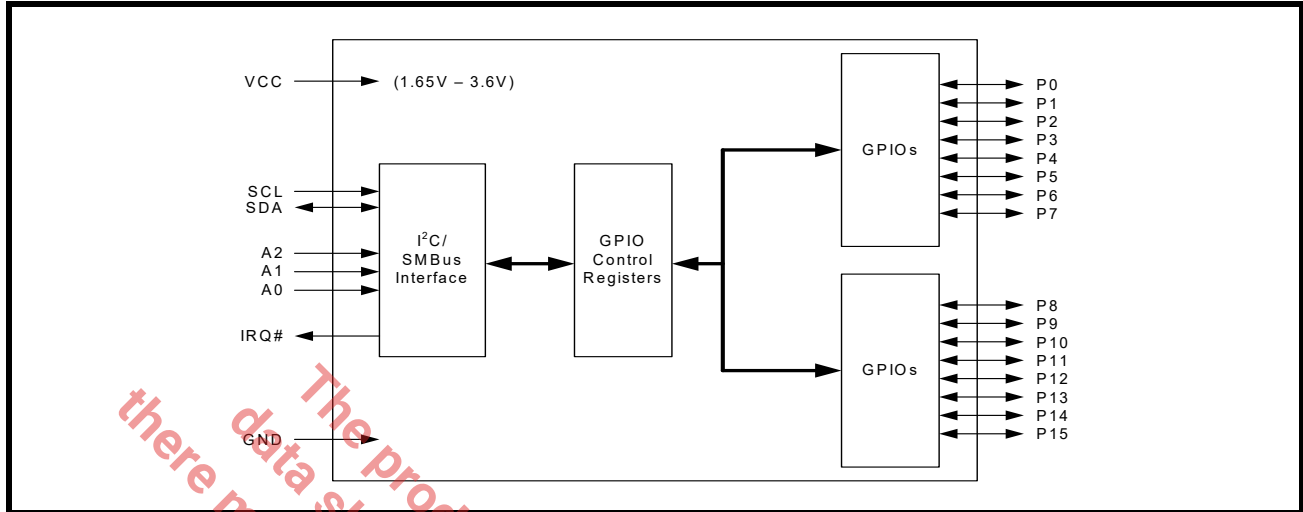 VCC
(1.65V – 3.6V)
SCL
SDA
A2
A1
A0
IRQ#
GND
I²C/
SMBus
Interface
GPIO
Control
Registers
GPIOs
P0
P1
P2
P3
P4
P5
P6
P7
GPIOs
P8
P9
P10
P11
P12
P13
P14
P15
The
data
there